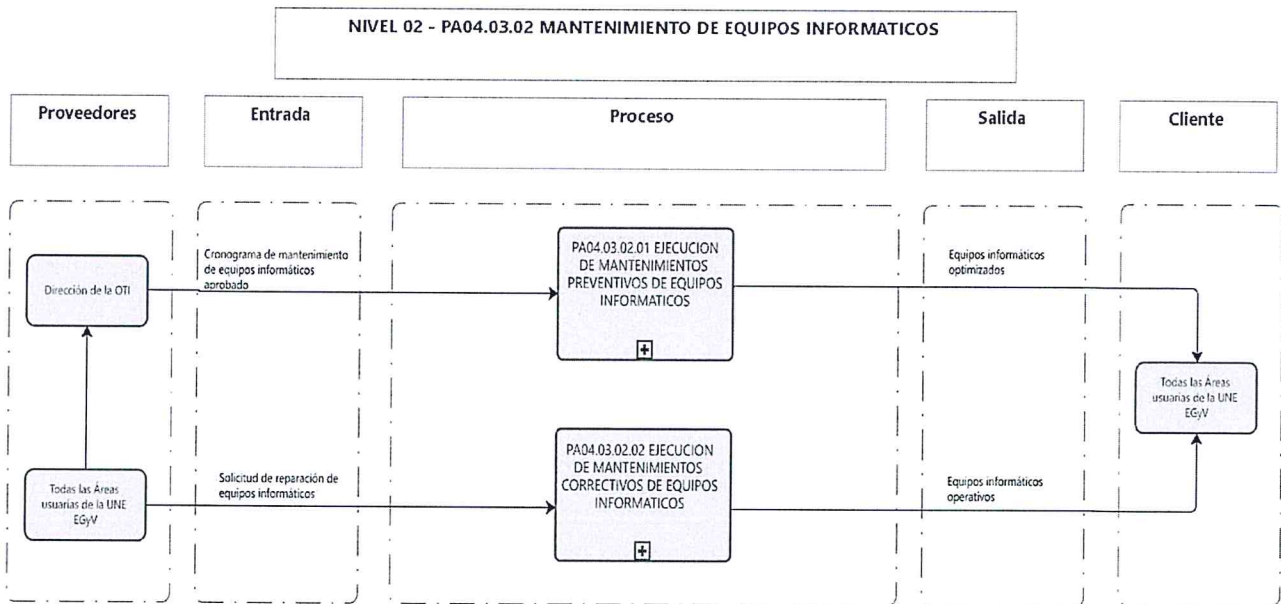 NIVEL 02 - PA04.03.02 MANTENIMIENTO DE EQUIPOS INFORMATICOS
Proveedores
Entrada
Proceso
Salida
Cliente
Dirección de la OTI
Cronograma de mantenimiento
de equipos informáticos
aprobado
PA04.03.02.01 EJECUCION
DE MANTENIMIENTOS
PREVENTIVOS DE EQUIPOS
INFORMATICOS
Equipos informáticos
optimizados
Todas las Áreas
usuarias de la UNE
EGyV
Todas las Áreas
usuarias de la UNE
EGyV
Solicitud de reparación de
equipos informáticos
PA04.03.02.02 EJECUCION
DE MANTENIMIENTOS
CORRECTIVOS DE EQUIPOS
INFORMATICOS
Equipos informáticos
operativos